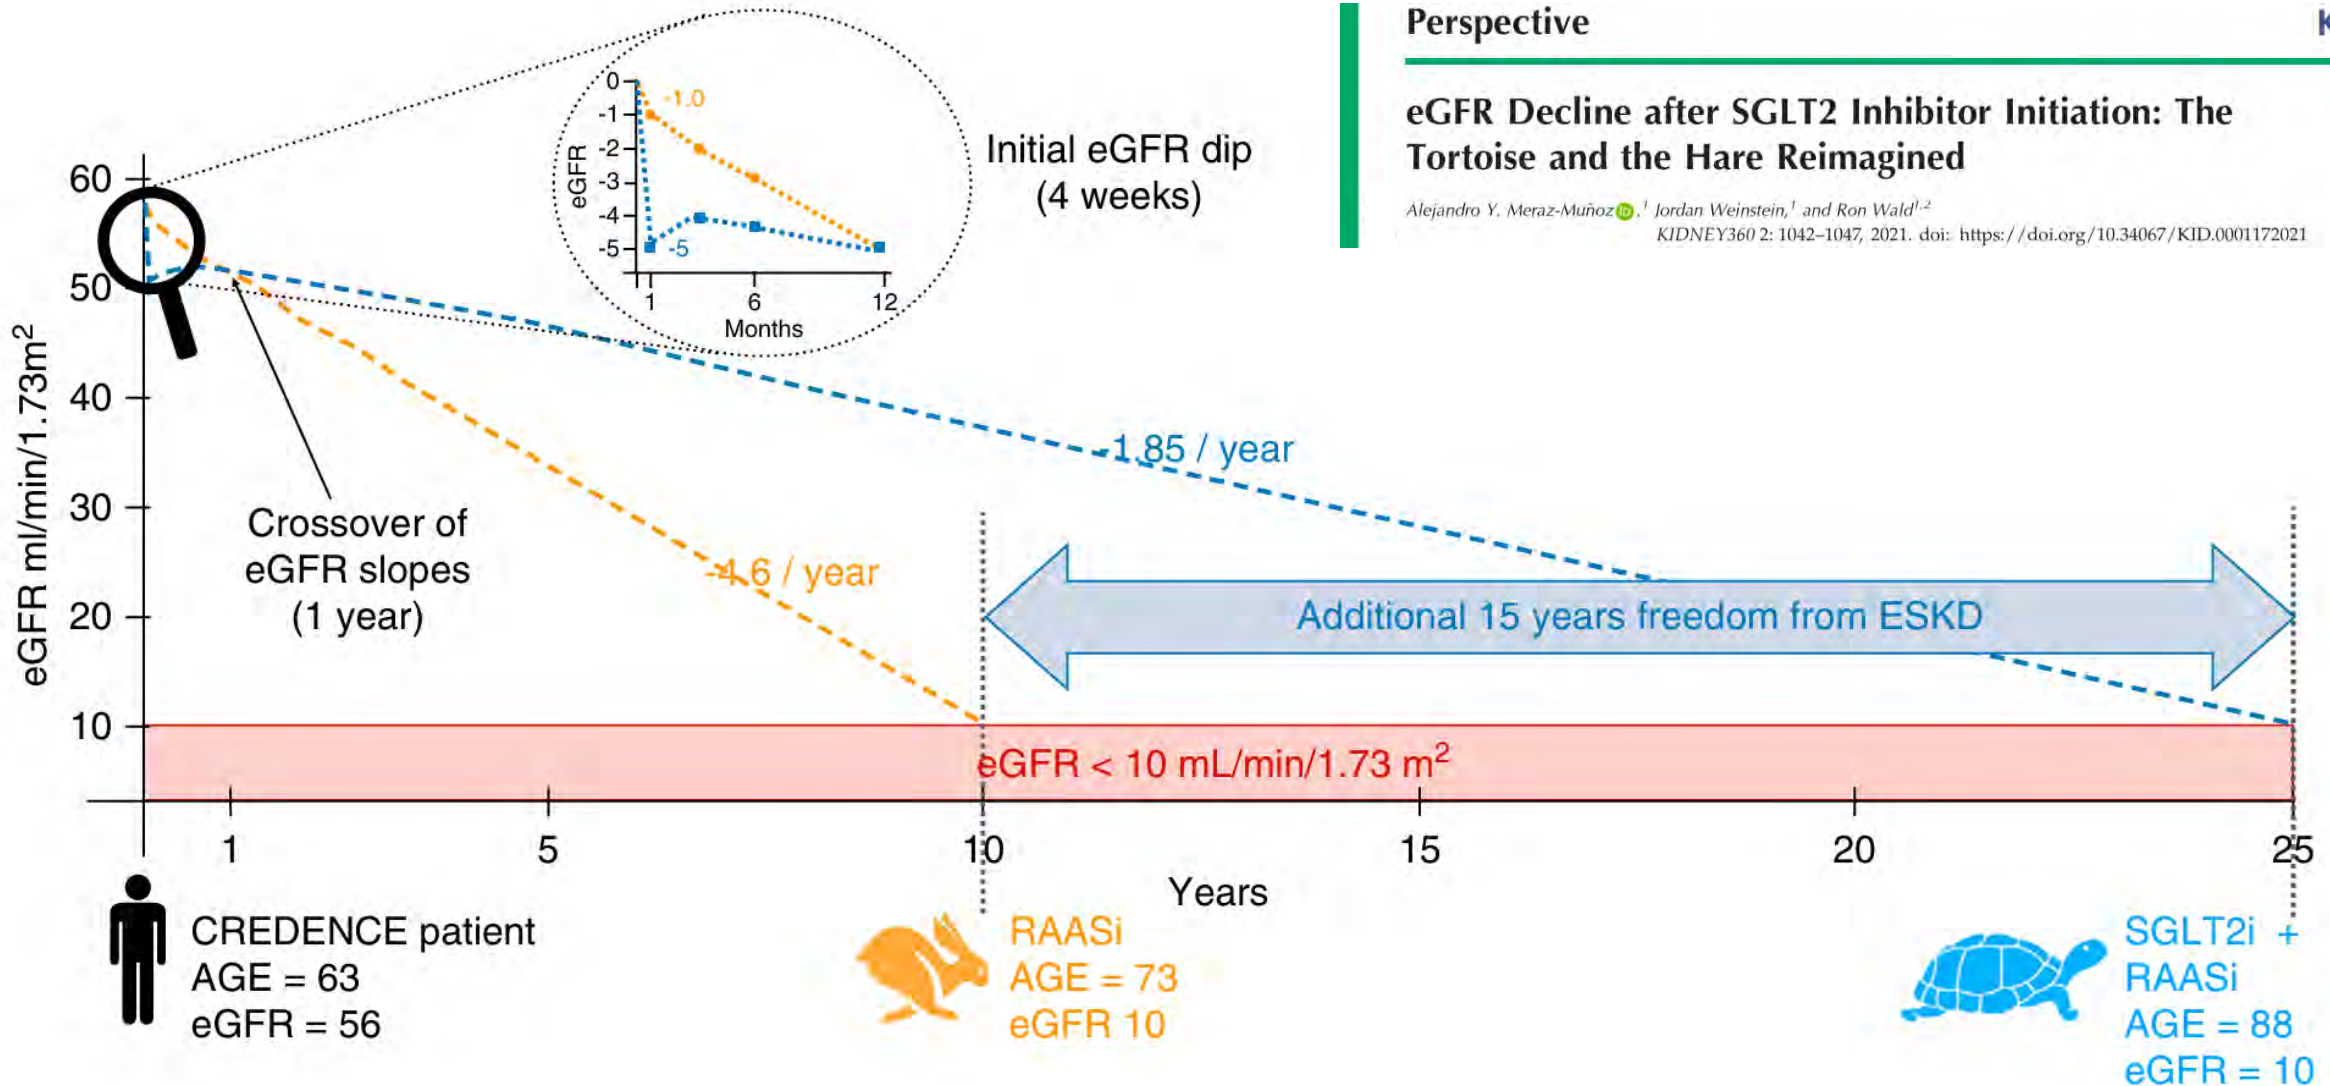 Perspective
K
eGFR Decline after SGLT2 Inhibitor Initiation: The
Tortoise and the Hare Reimagined
Alejandro Y. Meraz-Muñoz iD,¹ Jordan Weinstein,¹ and Ron Wald¹·²
KIDNEY360 2: 1042–1047, 2021. doi: https://doi.org/10.34067/KID.0001172021
Initial eGFR dip
(4 weeks)
eGFR
0
-1
-2
-3
-4
-5
-1.0
-5
1
6
12
Months
eGFR ml/min/1.73m²
60
50
40
30
20
10
Crossover of
eGFR slopes
(1 year)
-1.85 / year
-4.6 / year
Additional 15 years freedom from ESKD
eGFR < 10 mL/min/1.73 m²
1
5
10
15
20
25
Years
CREDENCE patient
AGE = 63
eGFR = 56
RAASi
AGE = 73
eGFR 10
SGLT2i +
RAASi
AGE = 88
eGFR = 10